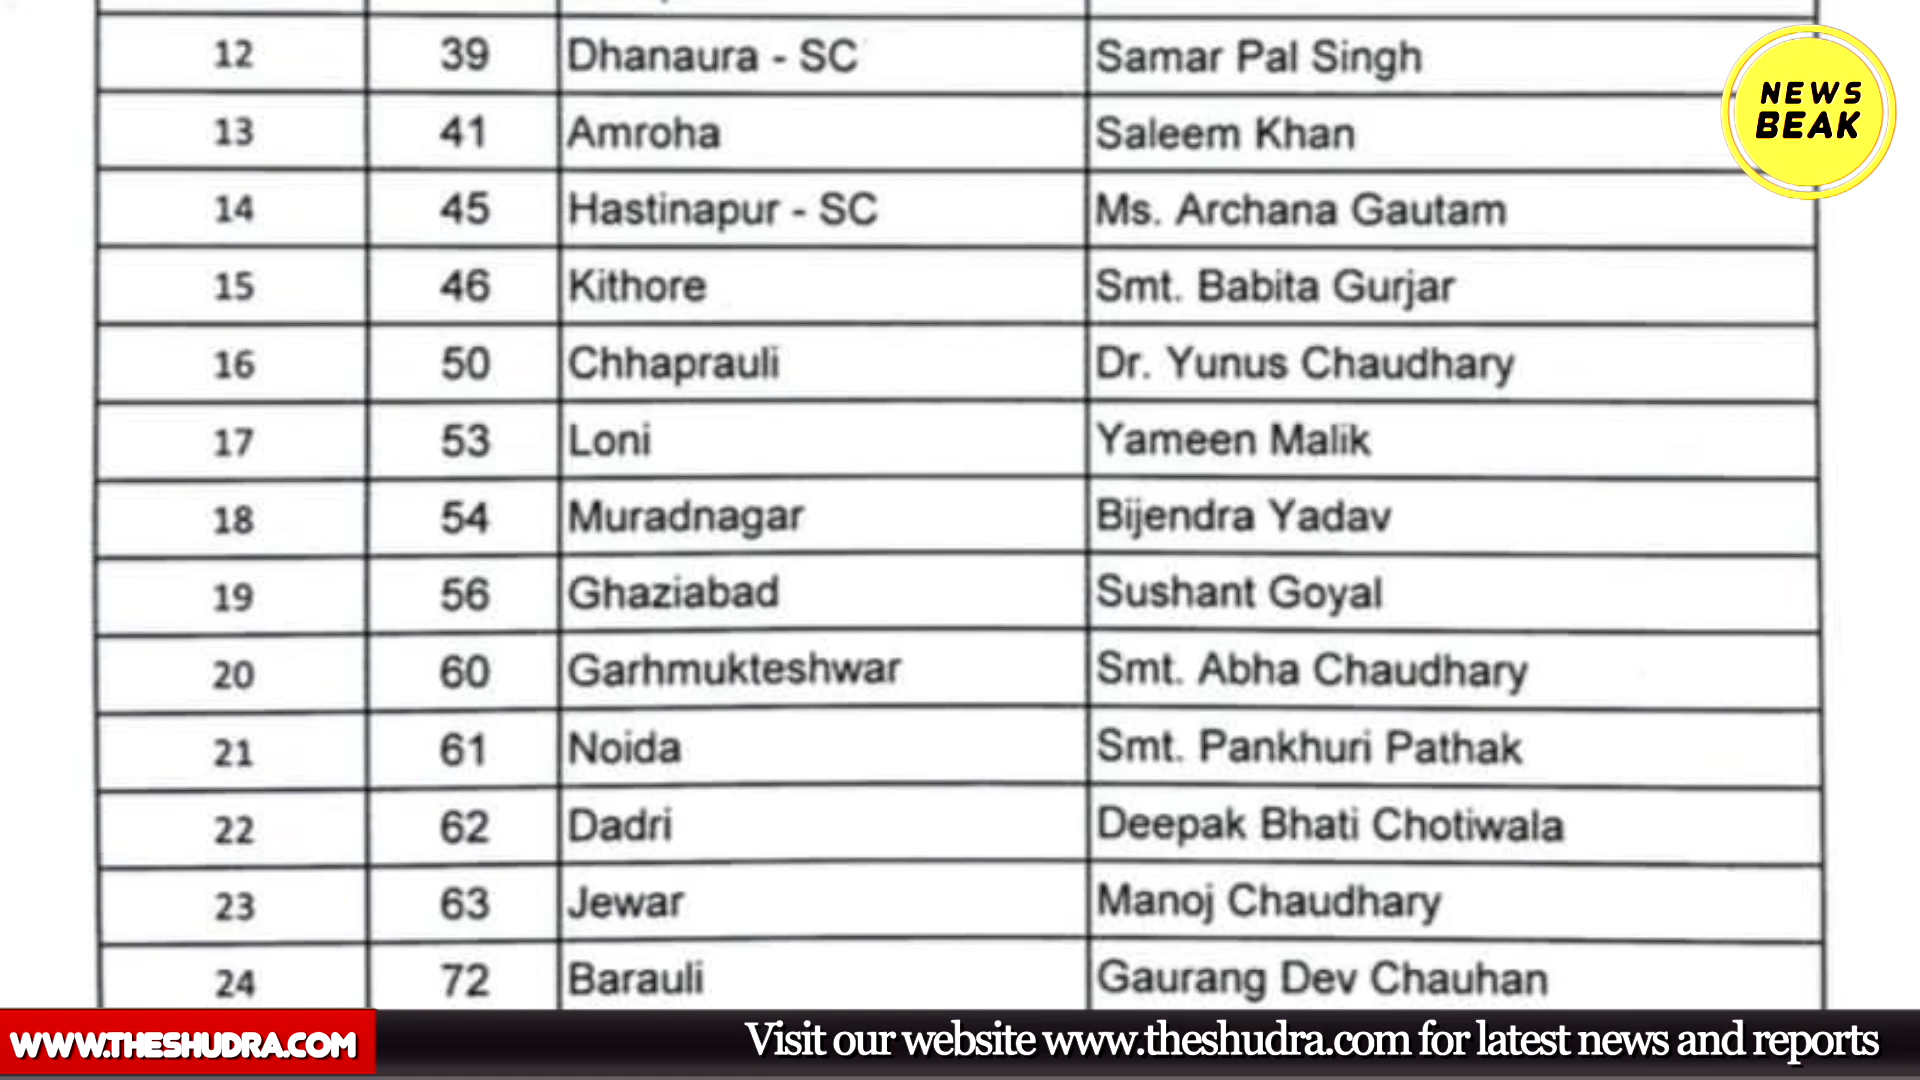 12 39 Dhanaura - SC Samar Pal Singh
13 41 Amroha Saleem Khan
14 45 Hastinapur - SC Ms. Archana Gautam
15 46 Kithore Smt. Babita Gurjar
16 50 Chhaprauli Dr. Yunus Chaudhary
17 53 Loni Yameen Malik
18 54 Muradnagar Bijendra Yadav
19 56 Ghaziabad Sushant Goyal
20 60 Garhmukteshwar Smt. Abha Chaudhary
21 61 Noida Smt. Pankhuri Pathak
22 62 Dadri Deepak Bhati Chotiwala
23 63 Jewar Manoj Chaudhary
24 72 Barauli Gaurang Dev Chauhan
NEWS
BEAK
WWW.THESHUDRA.COM
Visit our website www.theshudra.com for latest news and reports